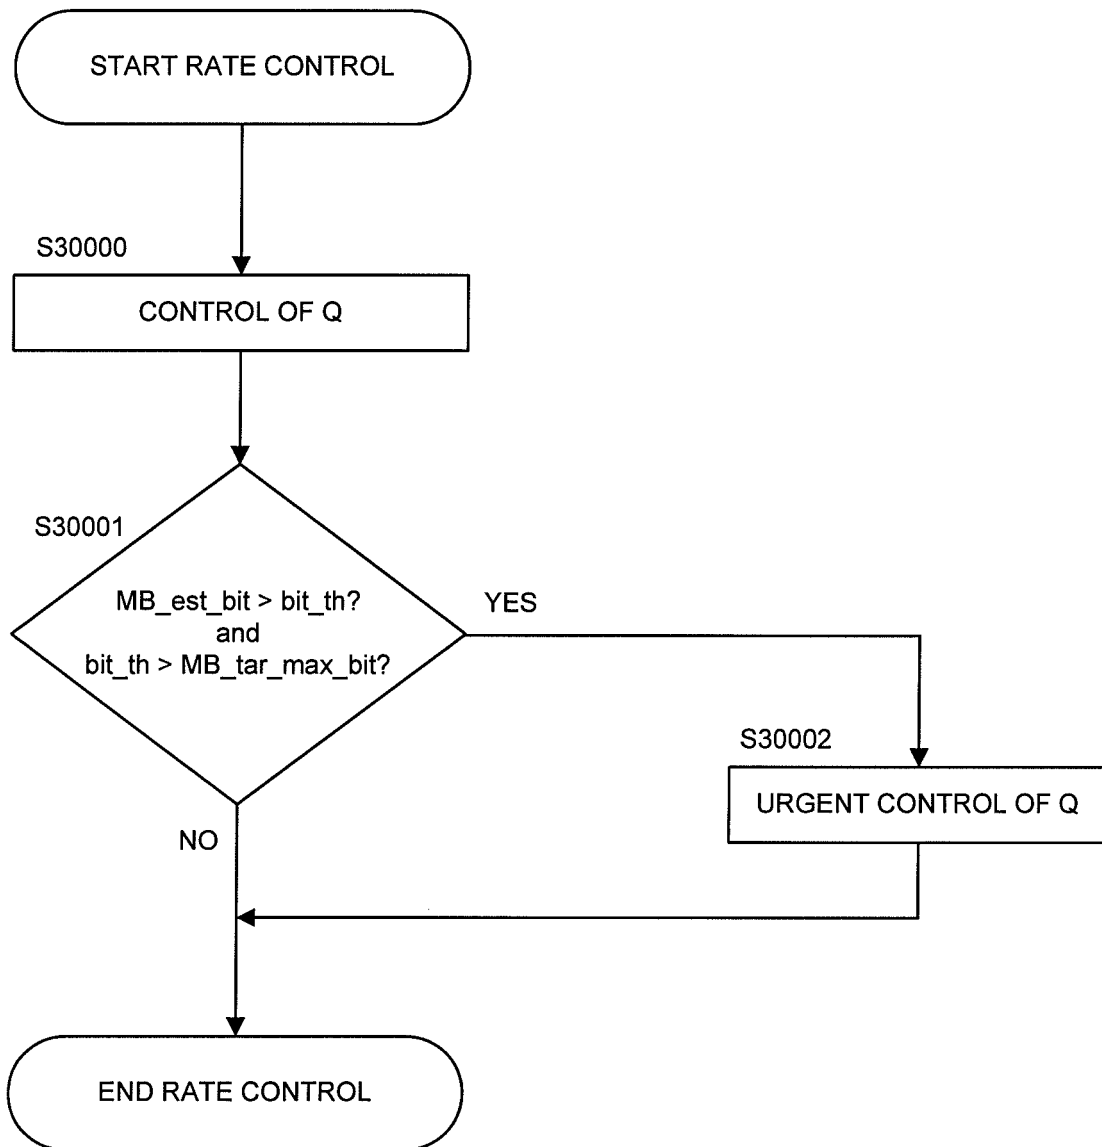 START RATE CONTROL
S30000
CONTROL OF Q
S30001
MB_est_bit > bit_th?
and
bit_th > MB_tar_max_bit?
YES
S30002
URGENT CONTROL OF Q
NO
END RATE CONTROL